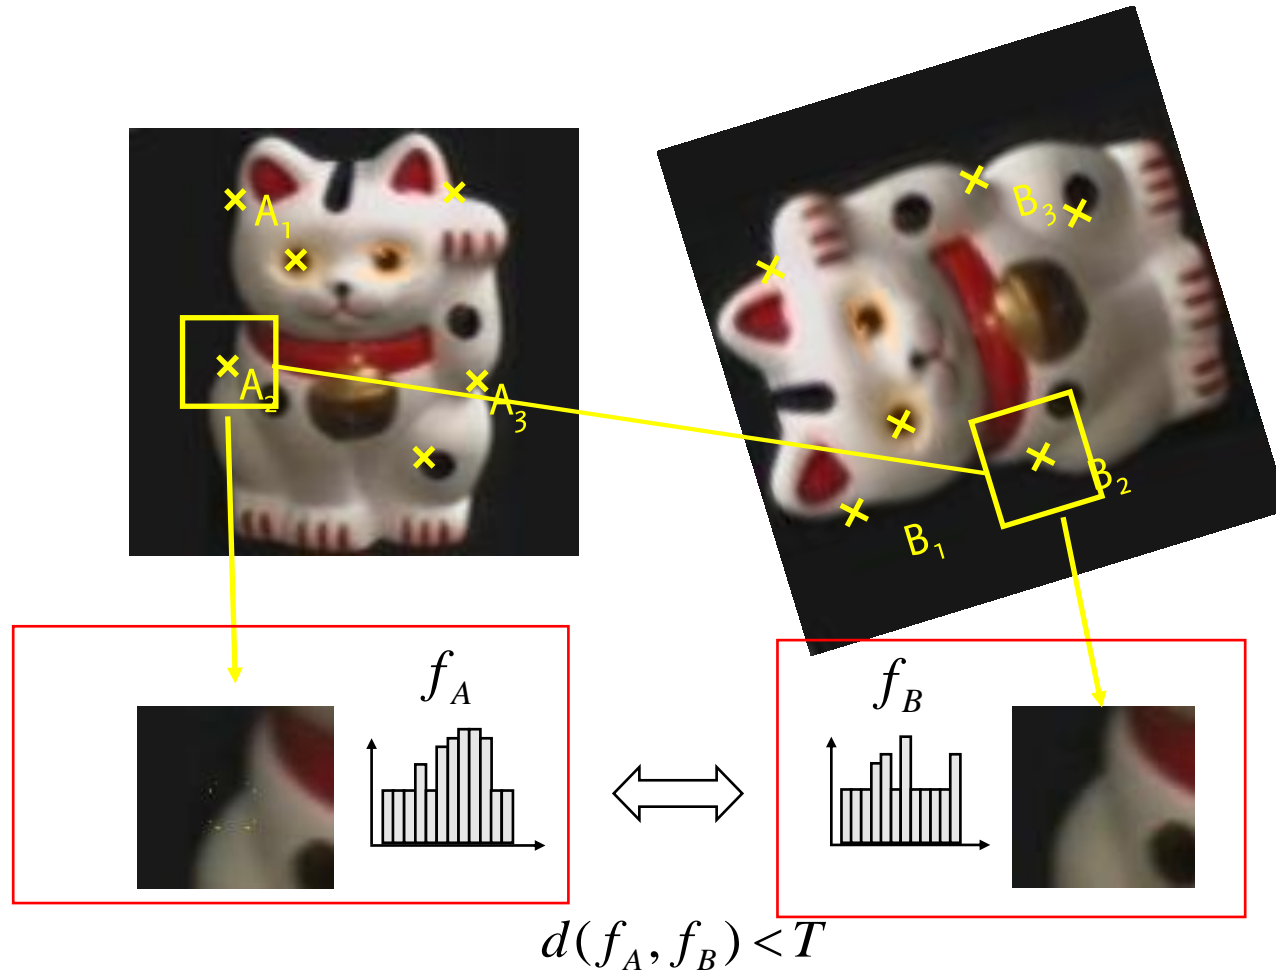 A₁
A₂
A₃
B₃
B₂
B₁
f_A
f_B
d(f_A, f_B) < T